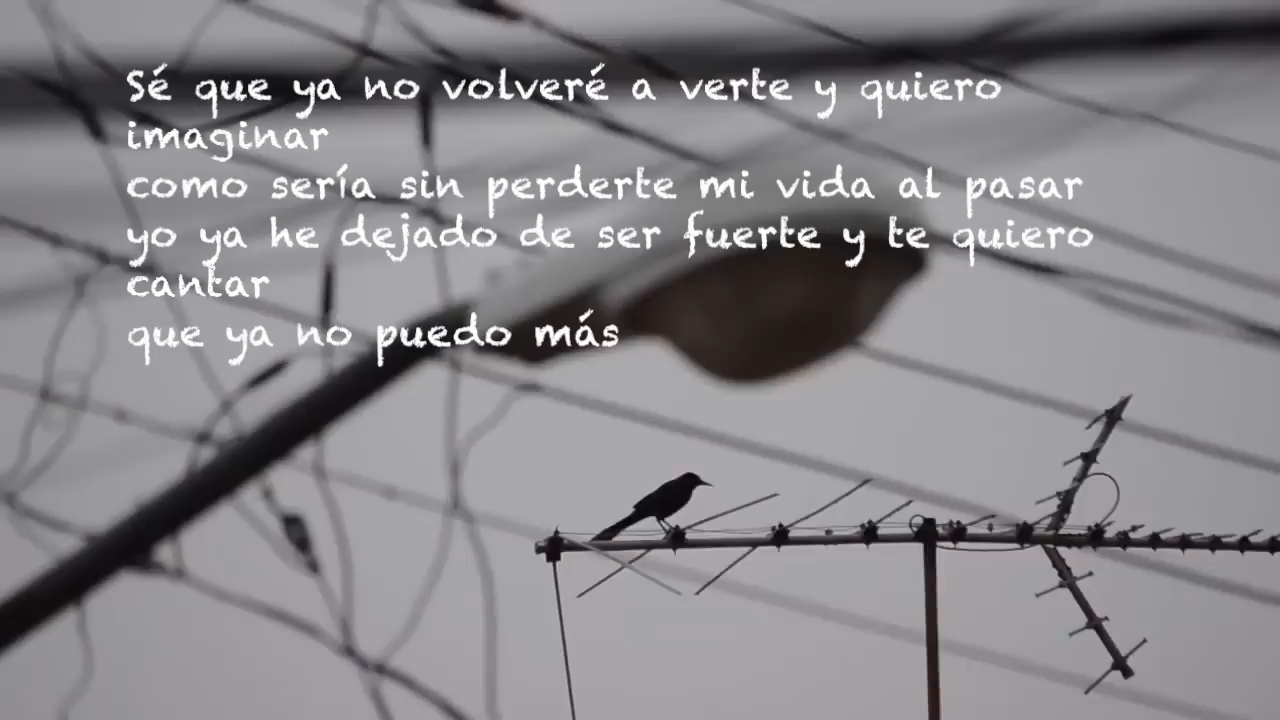 Sé que ya no volveré a verte y quiero
imaginar
como sería sin perderte mi vida al pasar
yo ya he dejado de ser fuerte y te quiero
cantar
que ya no puedo más